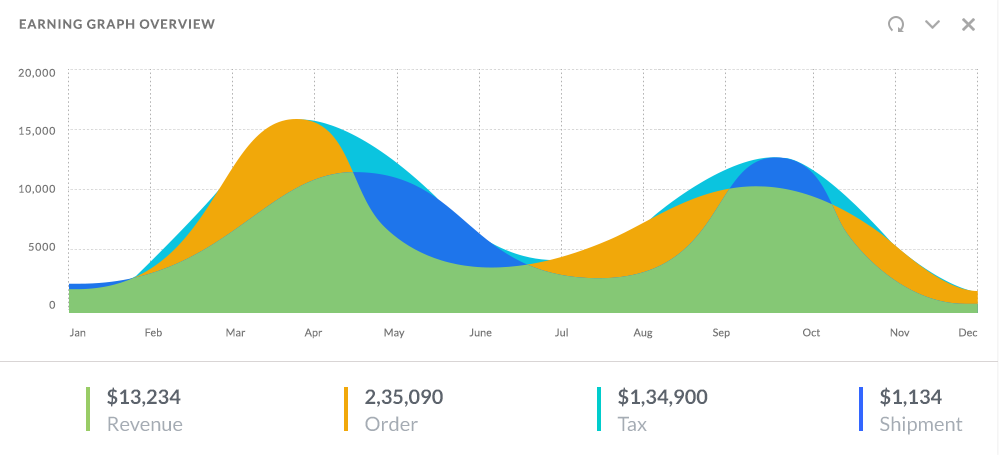 EARNING GRAPH OVERVIEW
20,000
15,000
10,000
5000
0
Jan Feb Mar Apr May June Jul Aug Sep Oct Nov Dec
$13,234 2,35,090 $1,34,900 $1,134
Revenue Order Tax Shipment